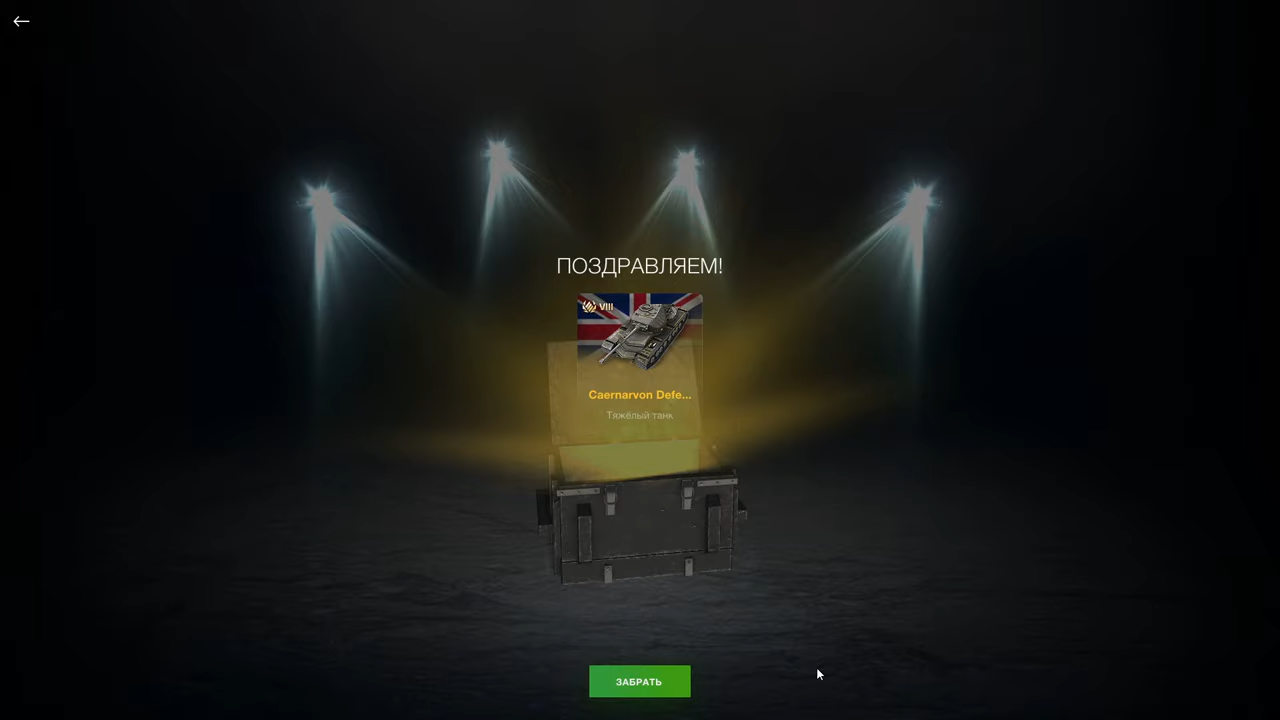 ПОЗДРАВЛЯЕМ!
VIII
Caernarvon Defe...
Тяжёлый танк
ЗАБРАТЬ